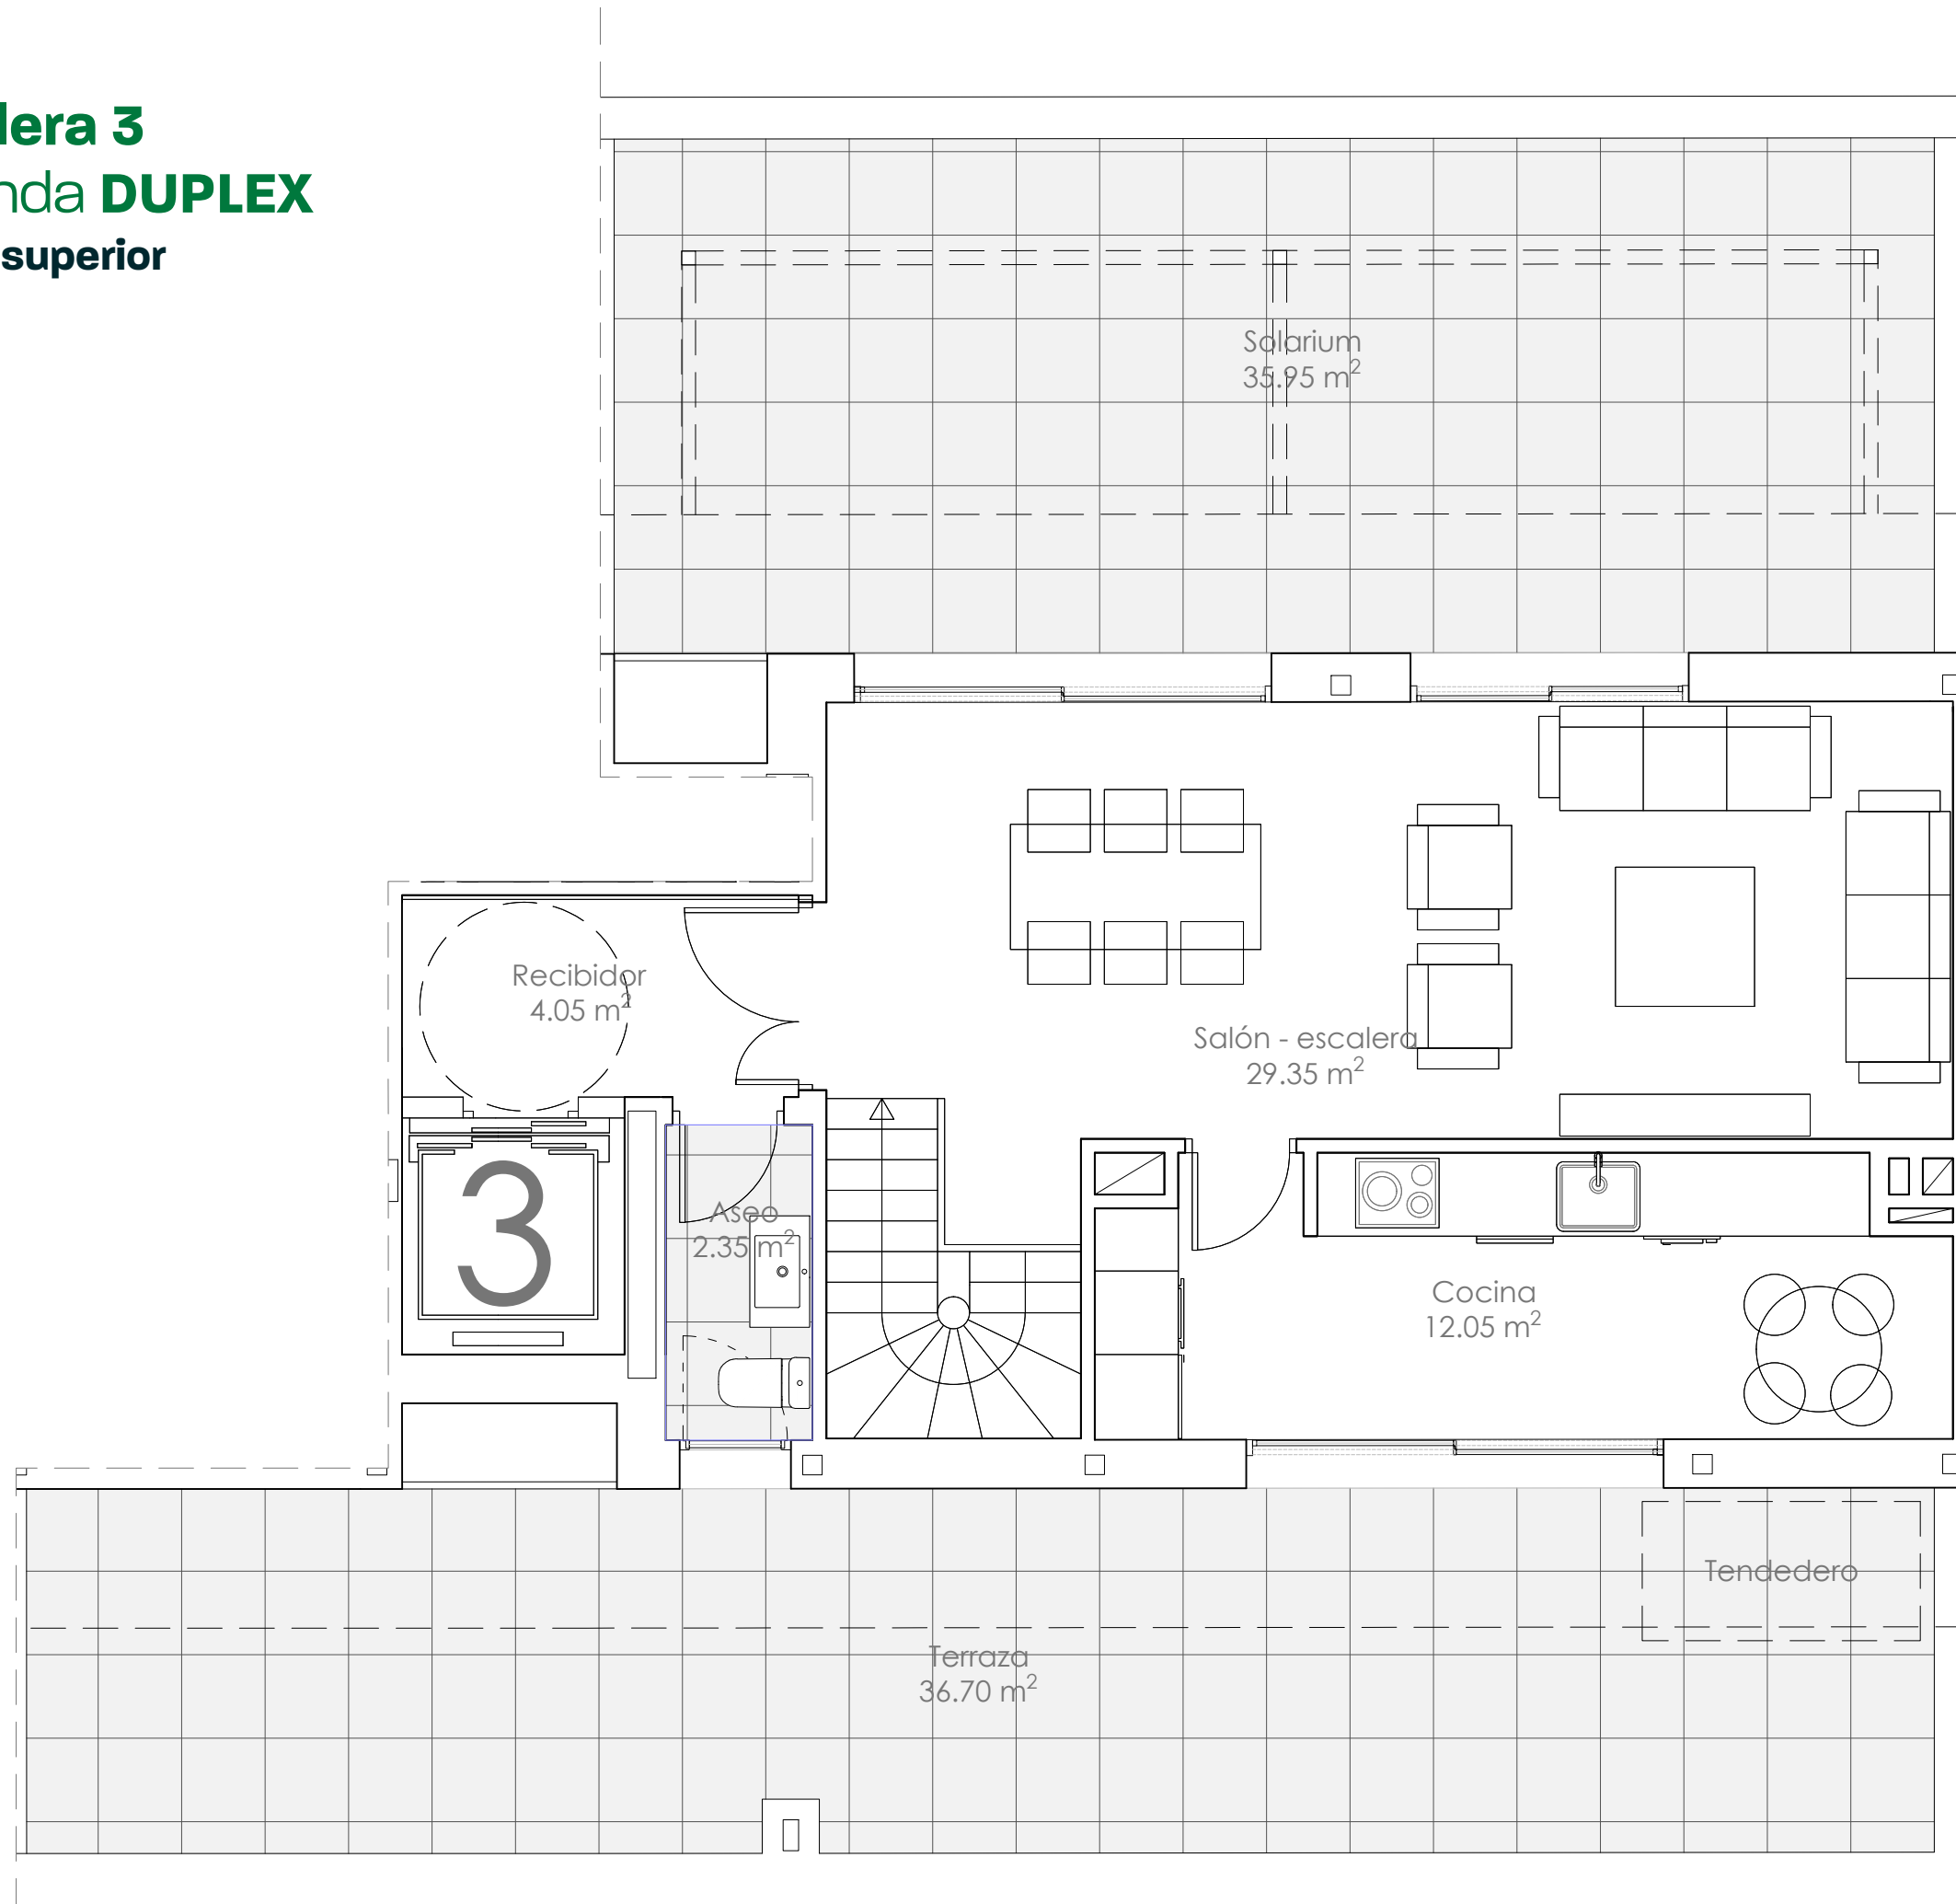 lera 3
nda DUPLEX
superior
Solarium
35.95 m²
Recibidor
4.05 m²
Salón - escalera
29.35 m²
3
Aseo
2.35 m²
Cocina
12.05 m²
Tendedero
Terraza
36.70 m²